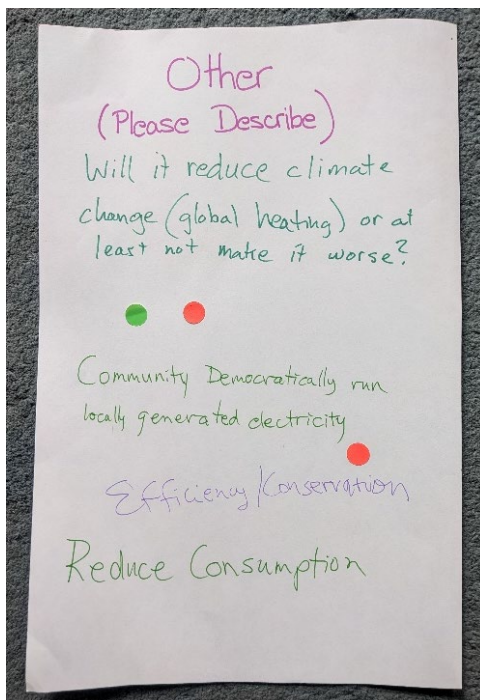 Other
(Please Describe)
Will it reduce climate
change (global heating) or at
least not make it worse?
Community Democratically run
locally generated electricity
Efficiency/Conservation
Reduce Consumption